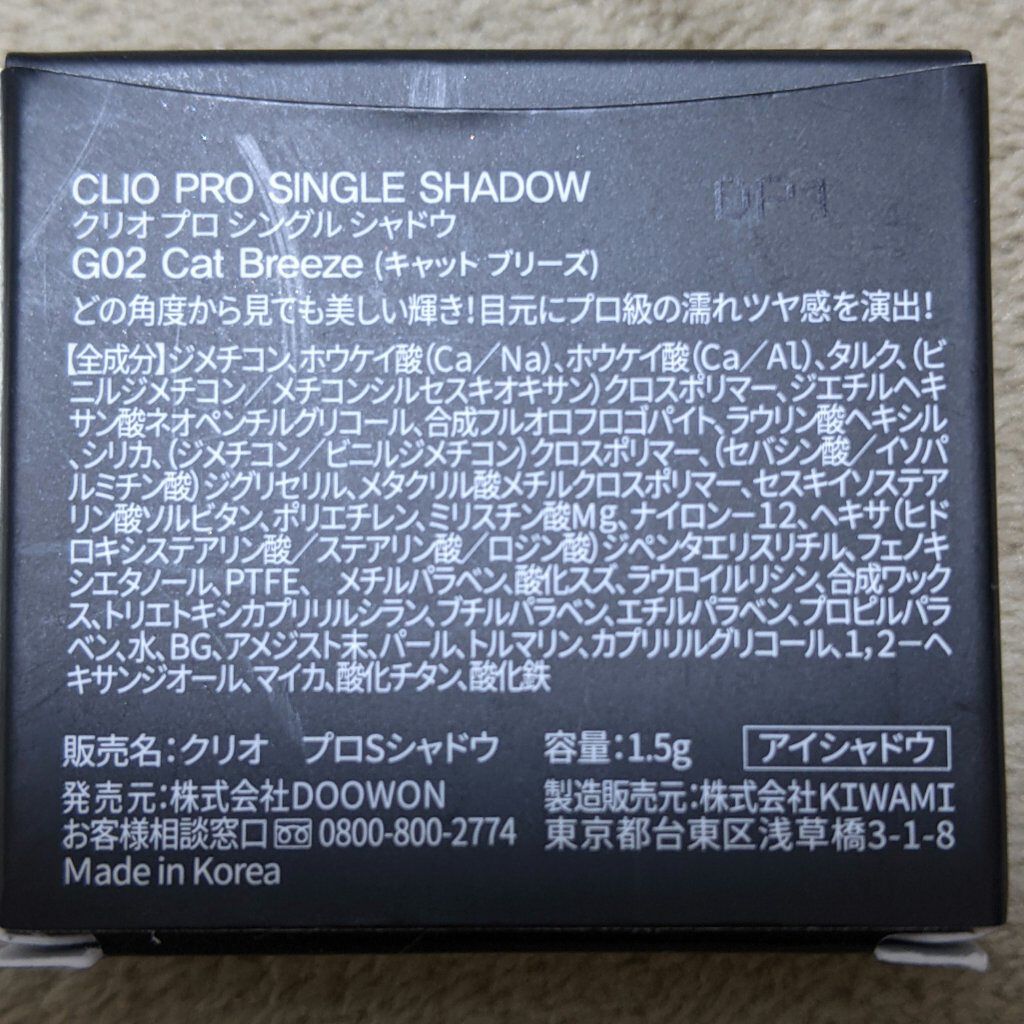 CLIO PRO SINGLE SHADOW
クリオ プロ シングル シャドウ
G02 Cat Breeze (キャット ブリーズ)
どの角度から見ても美しい輝き!目元にプロ級の濡れツヤ感を演出!
【全成分】ジメチコン、ホウケイ酸(Ca/Na)、ホウケイ酸(Ca/Al)、タルク、(ビ
ニルジメチコン/メチコンシルセスキオキサン)クロスポリマー、ジエチルヘキ
サン酸ネオペンチルグリコール、合成フルオロフロゴパイト、ラウリン酸ヘキシル
、シリカ、(ジメチコン/ビニルジメチコン)クロスポリマー、(セバシン酸/イソパ
ルミチン酸)ジグリセリル、メタクリル酸メチルクロスポリマー、セスキイソステア
リン酸ソルビタン、ポリエチレン、ミリスチン酸Mg、ナイロンー12、ヘキサ(ヒド
ロキシステアリン酸/ステアリン酸/ロジン酸)ジペンタエリスリチル、フェノキ
シエタノール、PTFE、 メチルパラベン、酸化スズ、ラウロイルリシン、合成ワック
ス、トリエトキシカプリリルシラン、ブチルパラベン、エチルパラベン、プロピルパラ
ベン、水、BG、アメジスト末、パール、トルマリン、カプリリルグリコール、1,2ーヘ
キサンジオール、マイカ、酸化チタン、酸化鉄
販売名:クリオ プロSシャドウ 容量:1.5g アイシャドウ
発売元:株式会社DOOWON 製造販売元:株式会社KIWAMI
お客様相談窓口 0800-800-2774 東京都台東区浅草橋3-1-8
Made in Korea